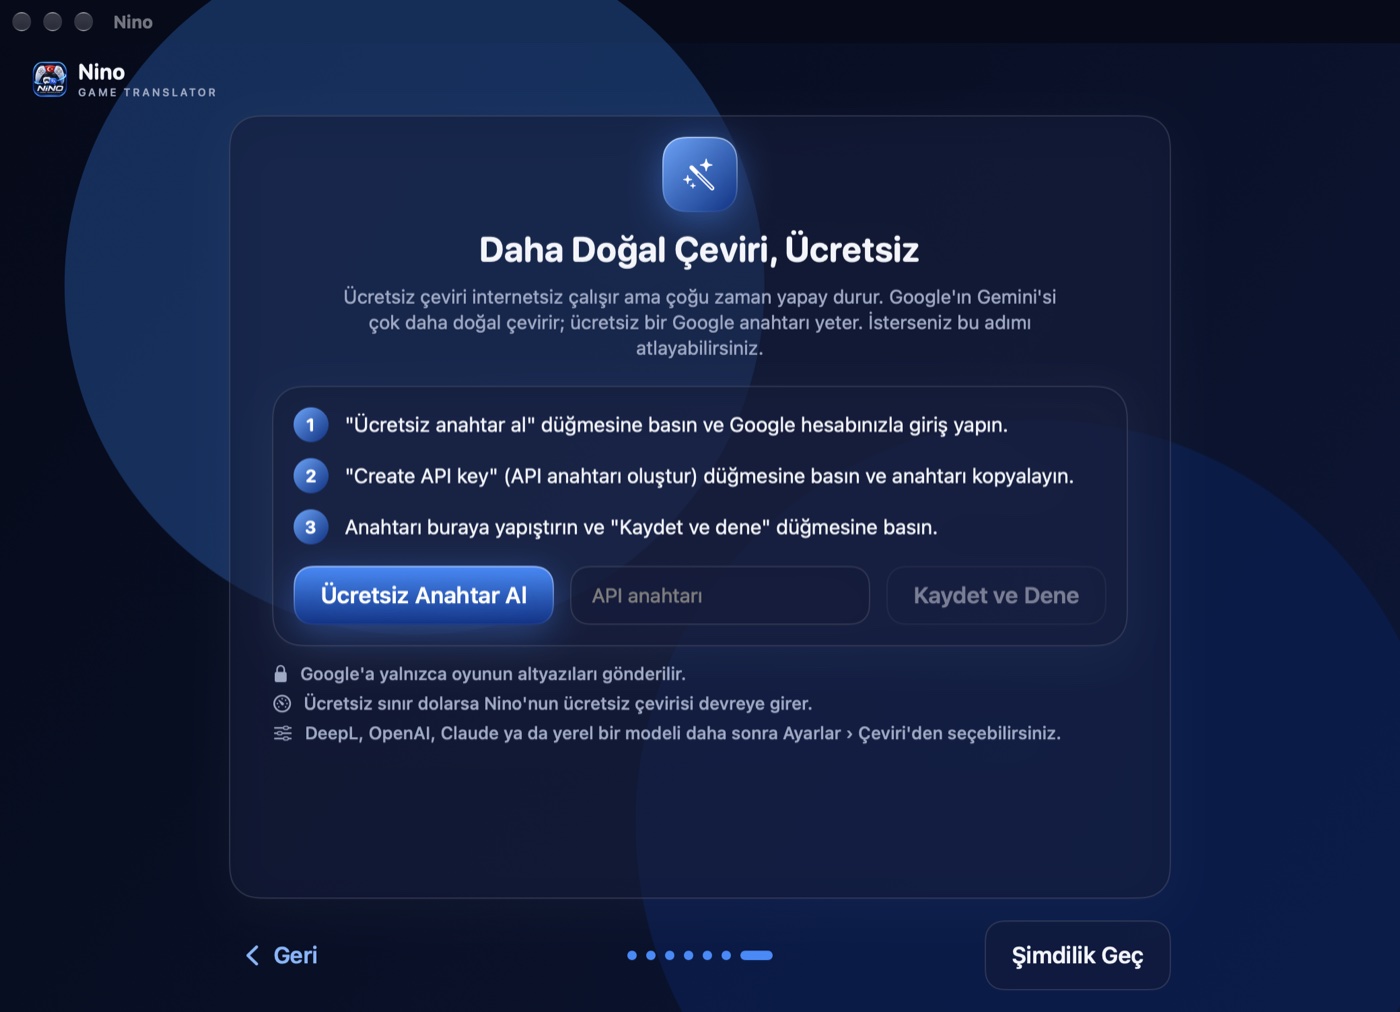 Nino
Nino
GAME TRANSLATOR
Daha Doğal Çeviri, Ücretsiz
Ücretsiz çeviri internetsiz çalışır ama çoğu zaman yapay durur. Google'ın Gemini'si
çok daha doğal çevirir; ücretsiz bir Google anahtarı yeter. İsterseniz bu adımı
atlayabilirsiniz.
1 "Ücretsiz anahtar al" düğmesine basın ve Google hesabınızla giriş yapın.
2 "Create API key" (API anahtarı oluştur) düğmesine basın ve anahtarı kopyalayın.
3 Anahtarı buraya yapıştırın ve "Kaydet ve dene" düğmesine basın.
Ücretsiz Anahtar Al API anahtarı Kaydet ve Dene
Google'a yalnızca oyunun altyazıları gönderilir.
Ücretsiz sınır dolarsa Nino'nun ücretsiz çevirisi devreye girer.
DeepL, OpenAI, Claude ya da yerel bir modeli daha sonra Ayarlar › Çeviri'den seçebilirsiniz.
Geri Şimdilik Geç